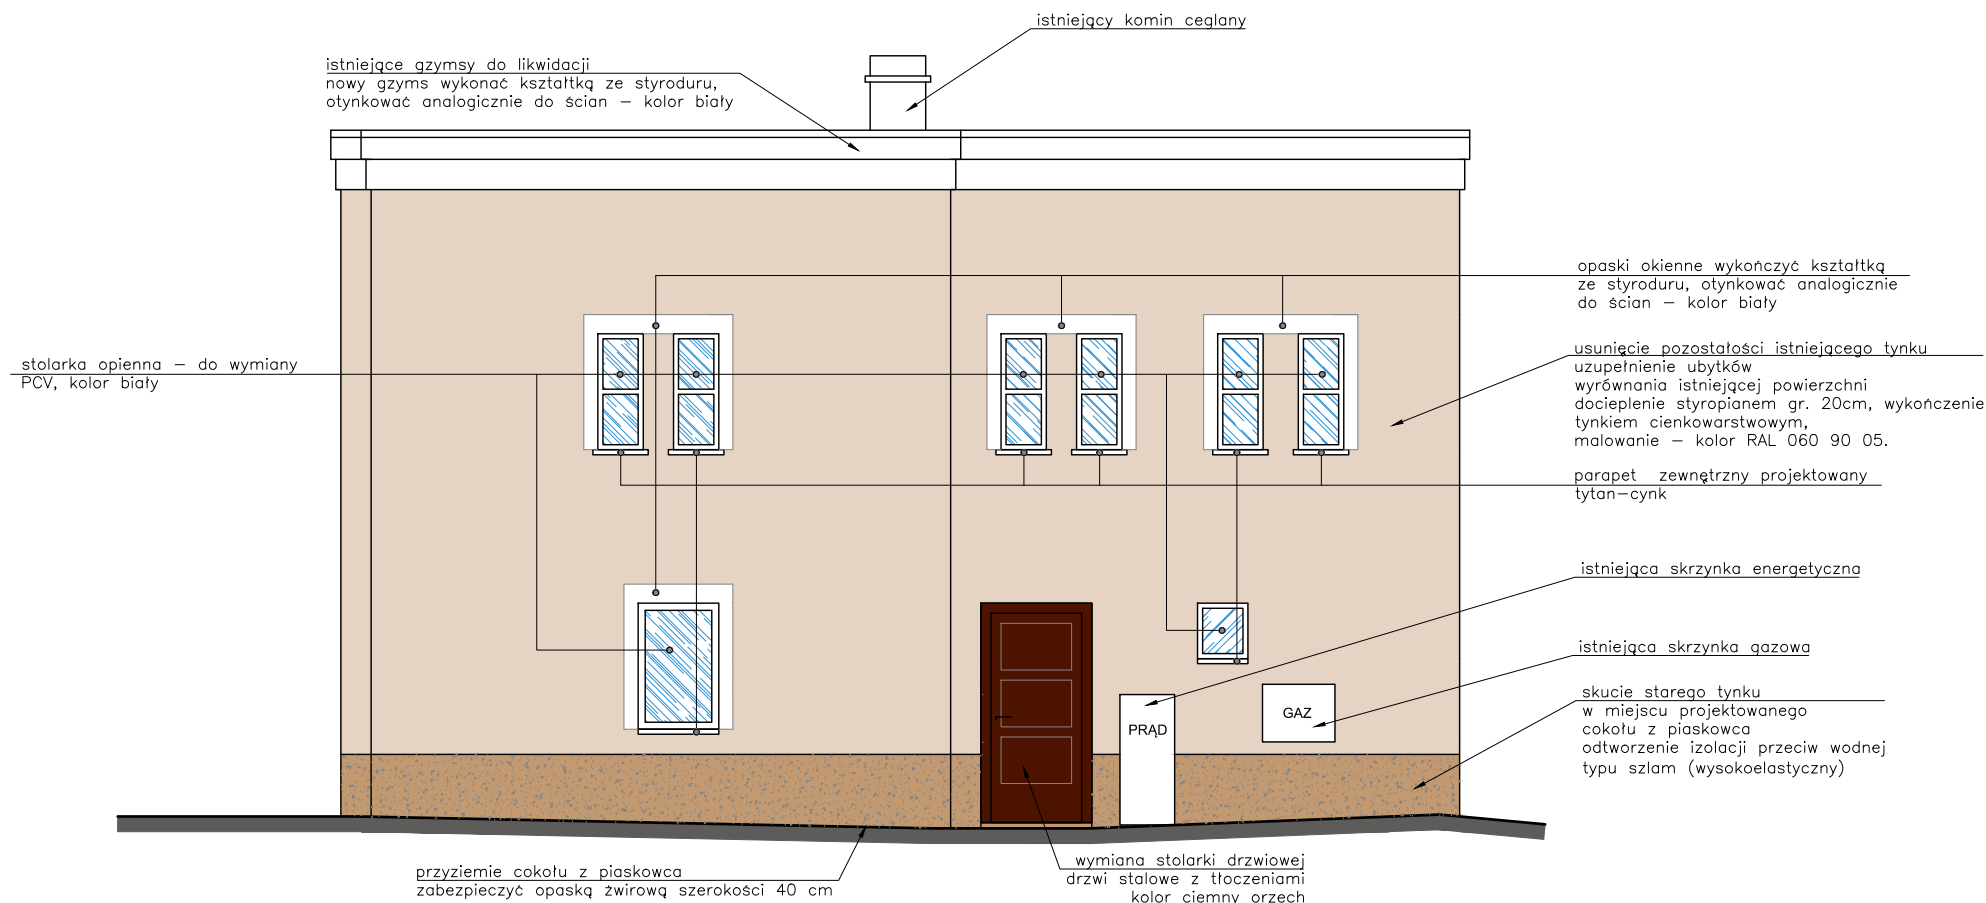 istniejący komin ceglany
istniejące gzymsy do likwidacji
nowy gzyms wykonać kształtką ze styroduru,
otynkować analogicznie do ścian – kolor biały
opaski okienne wykończyć kształtką
ze styroduru, otynkować analogicznie
do ścian – kolor biały
usunięcie pozostałości istniejącego tynku
uzupełnienie ubytków
wyrównania istniejącej powierzchni
docieplenie styropianem gr. 20cm, wykończenie
tynkiem cienkowarstwowym,
malowanie – kolor RAL 060 90 05.
stolarka opienna – do wymiany
PCV, kolor biały
parapet zewnętrzny projektowany
tytan–cynk
istniejąca skrzynka energetyczna
istniejąca skrzynka gazowa
skucie starego tynku
w miejscu projektowanego
cokołu z piaskowca
odtworzenie izolacji przeciw wodnej
typu szlam (wysokoelastyczny)
GAZ
PRĄD
przyziemie cokołu z piaskowca
zabezpieczyć opaską żwirową szerokości 40 cm
wymiana stolarki drzwiowej
drzwi stalowe z tłoczeniami
kolor ciemny orzech